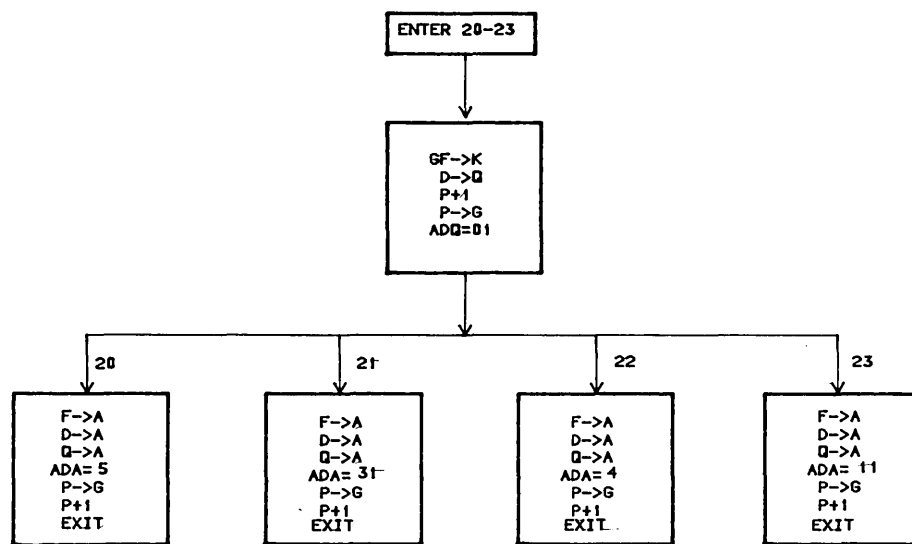 ENTER 20-23
GF->K
D->Q
P+1
P->G
ADQ=01
20
21
22
23
F->A
D->A
Q->A
ADA= 5
P->G
P+1
EXIT
F->A
D->A
Q->A
ADA= 31
P->G
P+1
EXIT
F->A
D->A
Q->A
ADA= 4
P->G
P+1
EXIT
F->A
D->A
Q->A
ADA= 11
P->G
P+1
EXIT